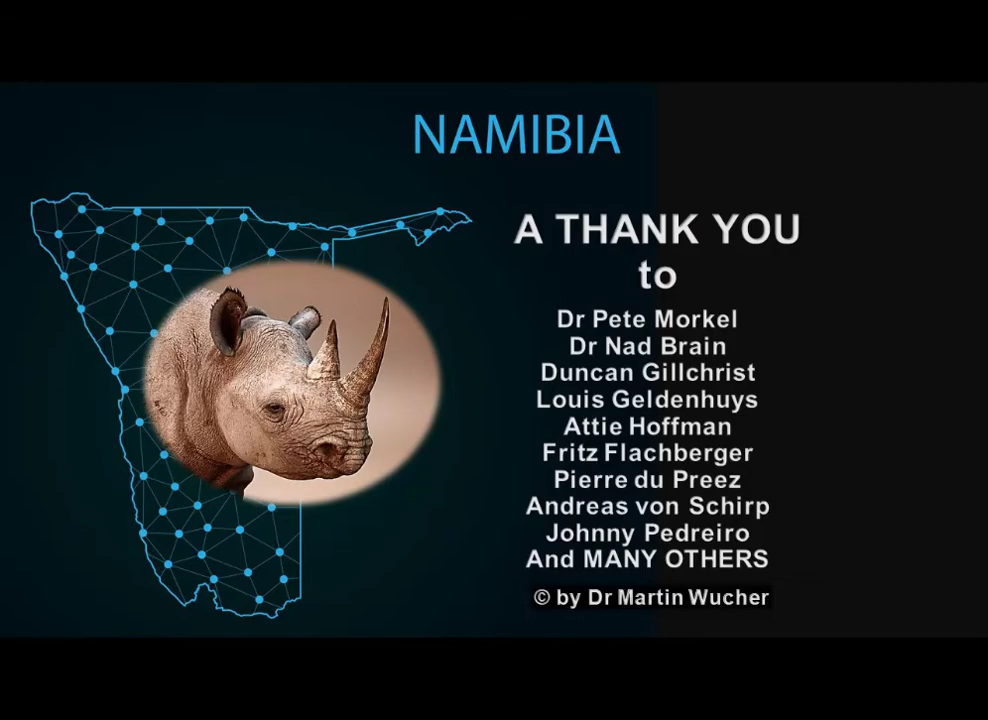 NAMIBIA
A THANK YOU
to
Dr Pete Morkel
Dr Nad Brain
Duncan Gillchrist
Louis Geldenhuys
Attie Hoffman
Fritz Flachberger
Pierre du Preez
Andreas von Schirp
Johnny Pedreiro
And MANY OTHERS
© by Dr Martin Wucher